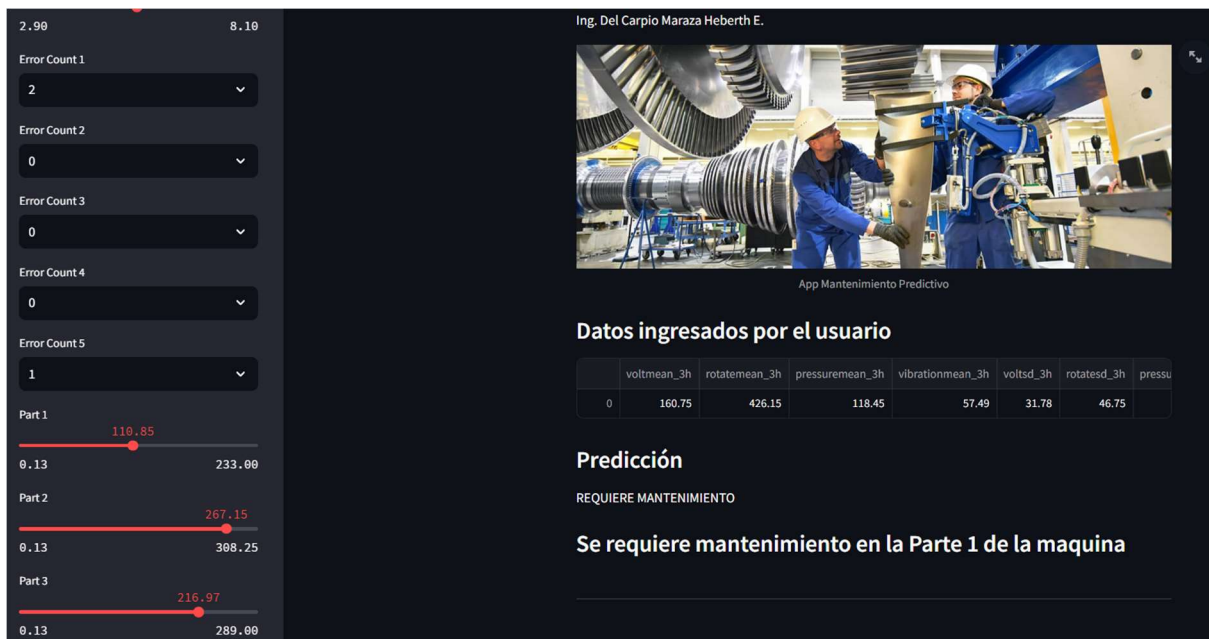 2.90 8.10
Error Count 1
2
Error Count 2
0
Error Count 3
0
Error Count 4
0
Error Count 5
1
Part 1
110.85
0.13 233.00
Part 2
267.15
0.13 308.25
Part 3
216.97
0.13 289.00
Ing. Del Carpio Maraza Heberth E.
App Mantenimiento Predictivo
Datos ingresados por el usuario
voltmean_3h rotatemean_3h pressuremean_3h vibrationmean_3h voltsd_3h rotatesd_3h pressu
0 160.75 426.15 118.45 57.49 31.78 46.75
Predicción
REQUIERE MANTENIMIENTO
Se requiere mantenimiento en la Parte 1 de la maquina